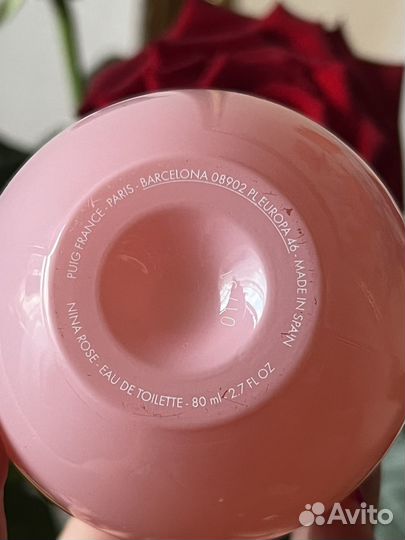 PUIG·FRANCE - PARIS - BARCELONA 08902 PL EUROPA 46 - MADE IN SPAIN
NINA ROSE - EAU DE TOILETTE - 80 ml 2.7 FL OZ
Avito